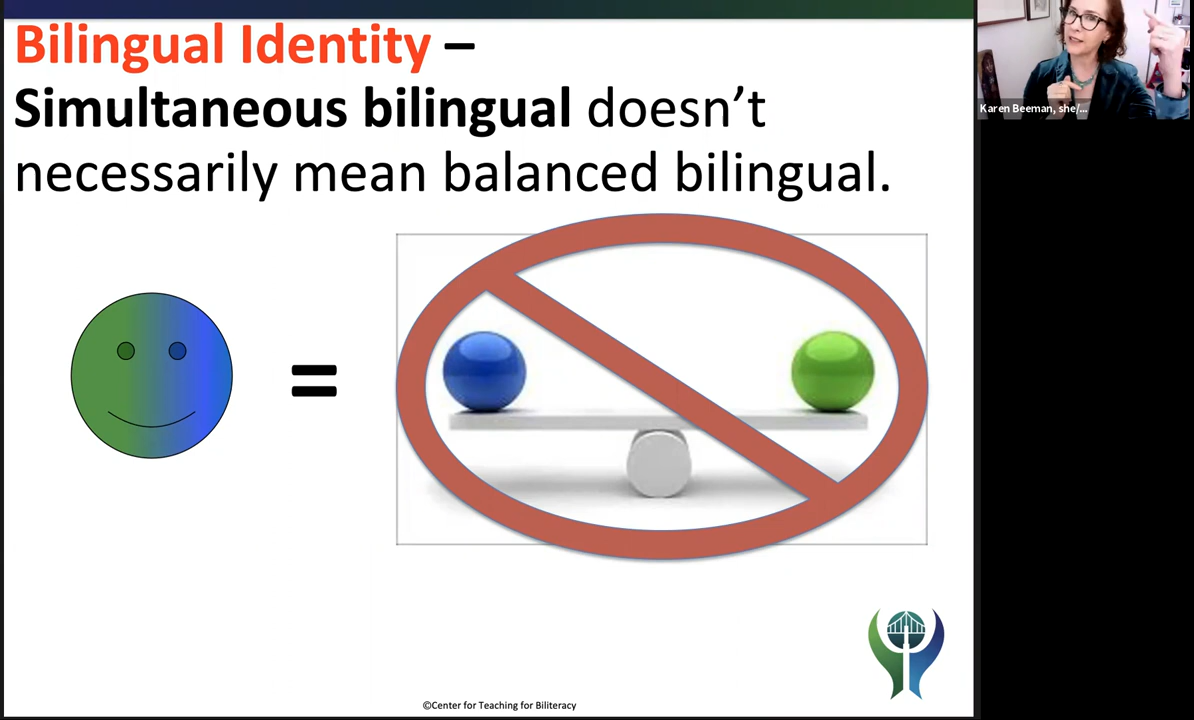 Bilingual Identity –
Simultaneous bilingual doesn’t
necessarily mean balanced bilingual.
=
©Center for Teaching for Biliteracy
Karen Beeman, she/...